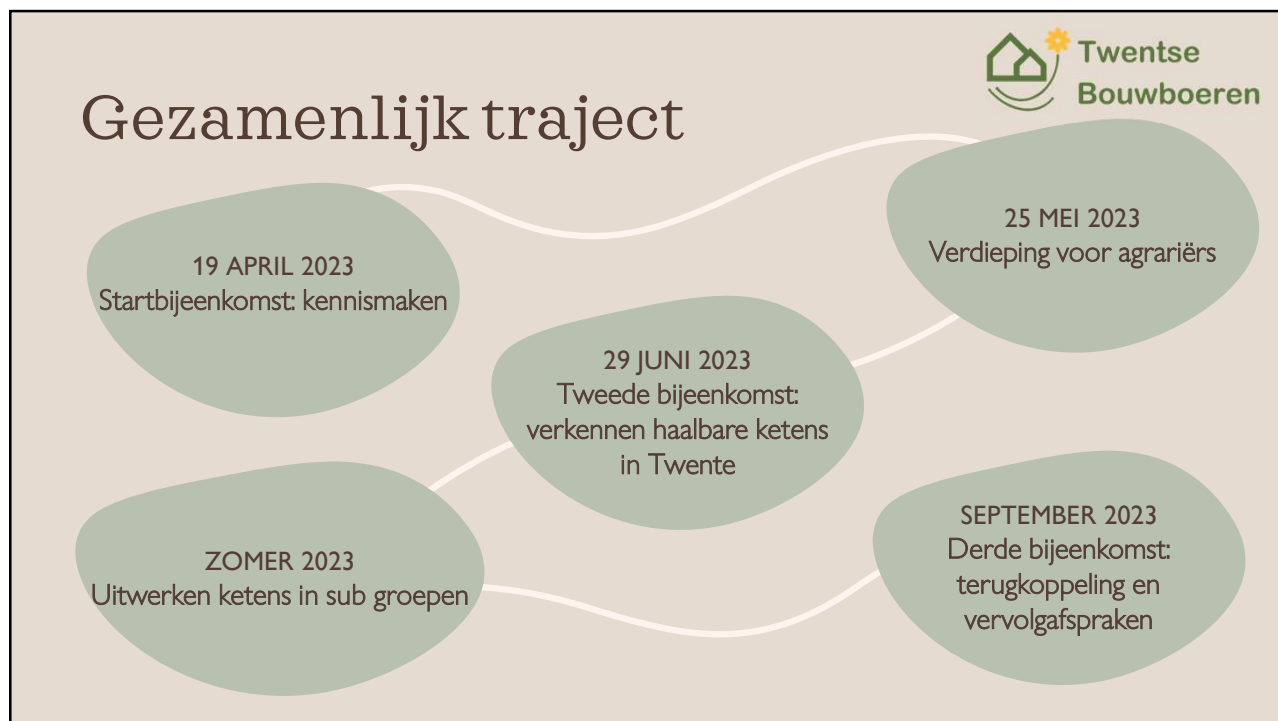 Twentse
Bouwboeren
Gezamenlijk traject
19 APRIL 2023
Startbijeenkomst: kennismaken
25 MEI 2023
Verdieping voor agrariërs
29 JUNI 2023
Tweede bijeenkomst:
verkennen haalbare ketens
in Twente
ZOMER 2023
Uitwerken ketens in sub groepen
SEPTEMBER 2023
Derde bijeenkomst:
terugkoppeling en
vervolgafspraken